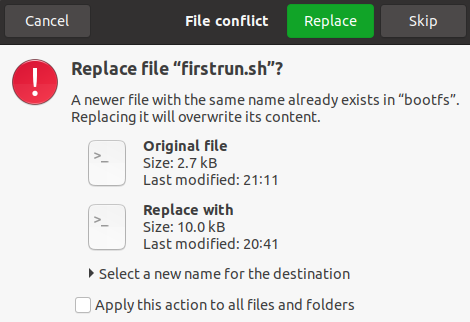 Cancel File conflict Replace Skip
Replace file “firstrun.sh”?
A newer file with the same name already exists in “bootfs”.
Replacing it will overwrite its content.
>_
Original file
Size: 2.7 kB
Last modified: 21:11
>_
Replace with
Size: 10.0 kB
Last modified: 20:41
Select a new name for the destination
Apply this action to all files and folders